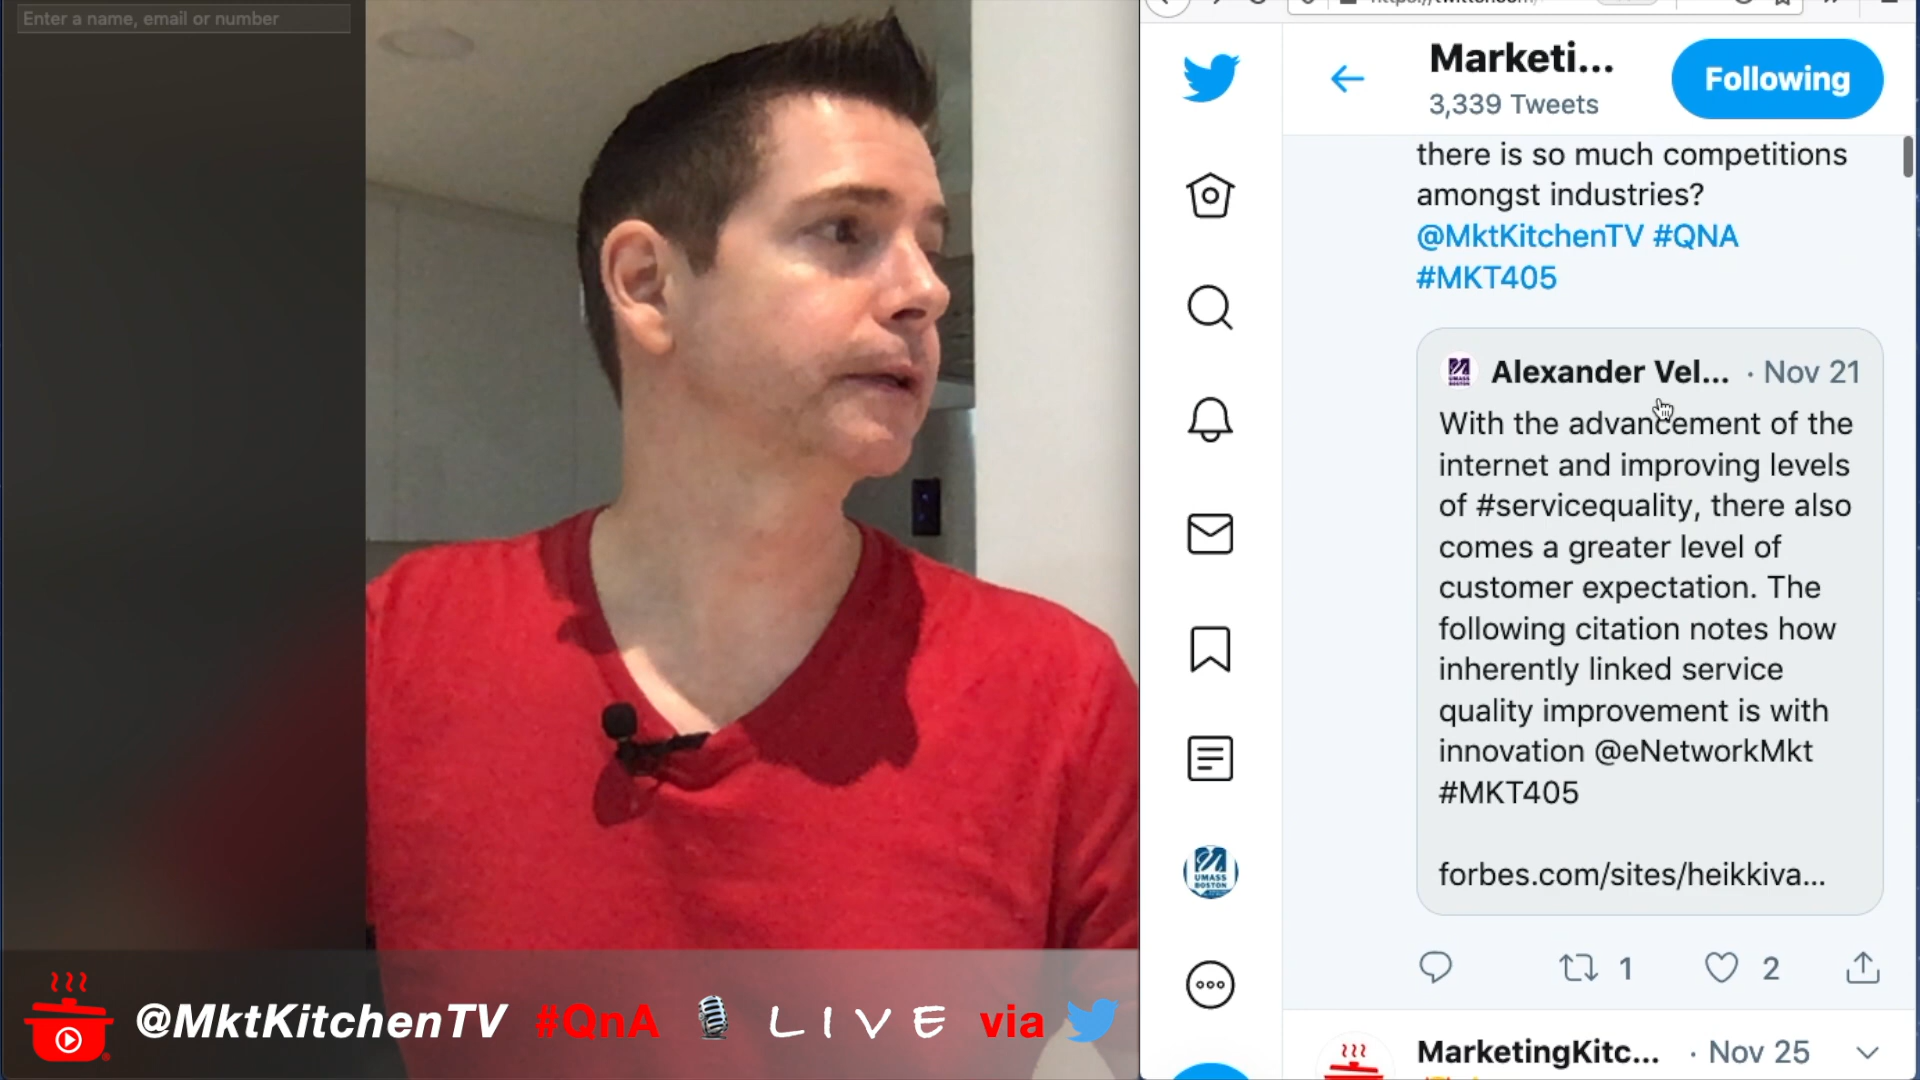 Enter a name, email or number
Marketi...
3,339 Tweets
Following
there is so much competitions
amongst industries?
@MktKitchenTV #QNA
#MKT405
Alexander Vel... · Nov 21
With the advancement of the
internet and improving levels
of #servicequality, there also
comes a greater level of
customer expectation. The
following citation notes how
inherently linked service
quality improvement is with
innovation @eNetworkMkt
#MKT405
forbes.com/sites/heikkiva...
1
2
UMASS
BOSTON
MarketingKitc... · Nov 25
@MktKitchenTV #QnA LIVE via